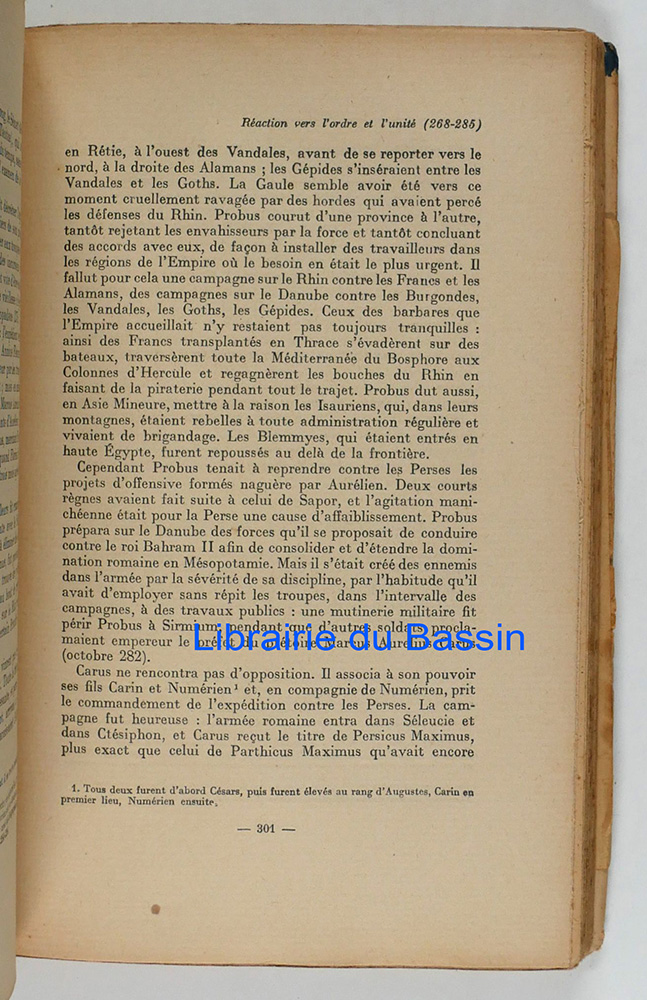 Réaction vers l'ordre et l'unité (268-285)
en Rétie, à l'ouest des Vandales, avant de se reporter vers le
nord, à la droite des Alamans ; les Gépides s'inséraient entre les
Vandales et les Goths. La Gaule semble avoir été vers ce
moment cruellement ravagée par des hordes qui avaient percé
les défenses du Rhin. Probus courut d'une province à l'autre,
tantôt rejetant les envahisseurs par la force et tantôt concluant
des accords avec eux, de façon à installer des travailleurs dans
les régions de l'Empire où le besoin en était le plus urgent. Il
fallut pour cela une campagne sur le Rhin contre les Francs et les
Alamans, des campagnes sur le Danube contre les Burgondes,
les Vandales, les Goths, les Gépides. Ceux des barbares que
l'Empire accueillait n'y restaient pas toujours tranquilles :
ainsi des Francs transplantés en Thrace s'évadèrent sur des
bateaux, traversèrent toute la Méditerranée du Bosphore aux
Colonnes d'Hercule et regagnèrent les bouches du Rhin en
faisant de la piraterie pendant tout le trajet. Probus dut aussi,
en Asie Mineure, mettre à la raison les Isauriens, qui, dans leurs
montagnes, étaient rebelles à toute administration régulière et
vivaient de brigandage. Les Blemmyes, qui étaient entrés en
haute Égypte, furent repoussés au delà de la frontière.
Cependant Probus tenait à reprendre contre les Perses les
projets d'offensive formés naguère par Aurélien. Deux courts
règnes avaient fait suite à celui de Sapor, et l'agitation mani-
chéenne était pour la Perse une cause d'affaiblissement. Probus
prépara sur le Danube des forces qu'il se proposait de conduire
contre le roi Bahram II afin de consolider et d'étendre la domi-
nation romaine en Mésopotamie. Mais il s'était créé des ennemis
dans l'armée par la sévérité de sa discipline, par l'habitude qu'il
avait d'employer sans répit les troupes, dans l'intervalle des
campagnes, à des travaux publics : une mutinerie militaire fit
périr Probus à Sirmium, pendant que d'autres soldats procla-
maient empereur le préfet du prétoire Marcus Aurelius Carus
Librairie du Bassin
(octobre 282).
Carus ne rencontra pas d'opposition. Il associa à son pouvoir
ses fils Carin et Numérien¹ et, en compagnie de Numérien, prit
le commandement de l'expédition contre les Perses. La cam-
pagne fut heureuse : l'armée romaine entra dans Séleucie et
dans Ctésiphon, et Carus reçut le titre de Persicus Maximus,
plus exact que celui de Parthicus Maximus qu'avait encore
1. Tous deux furent d'abord Césars, puis furent élevés au rang d'Augustes, Carin en
premier lieu, Numérien ensuite.
— 301 —